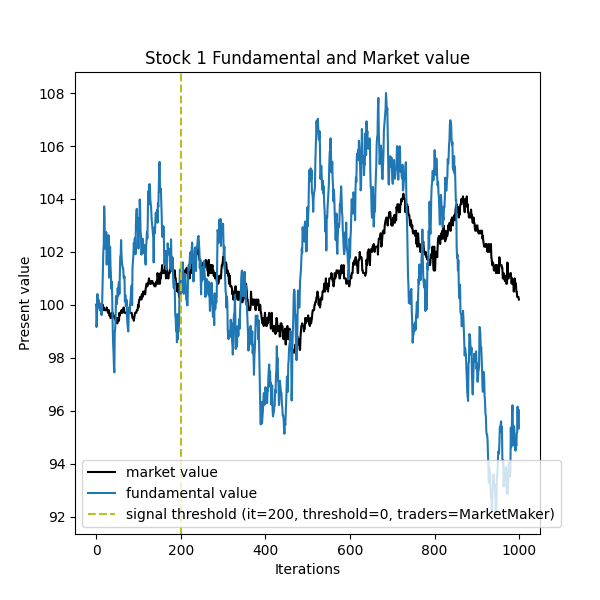 Stock 1 Fundamental and Market value
108
106
104
102
100
98
96
94
92
Present value
market value
fundamental value
signal threshold (it=200, threshold=0, traders=MarketMaker)
0 200 400 600 800 1000
Iterations